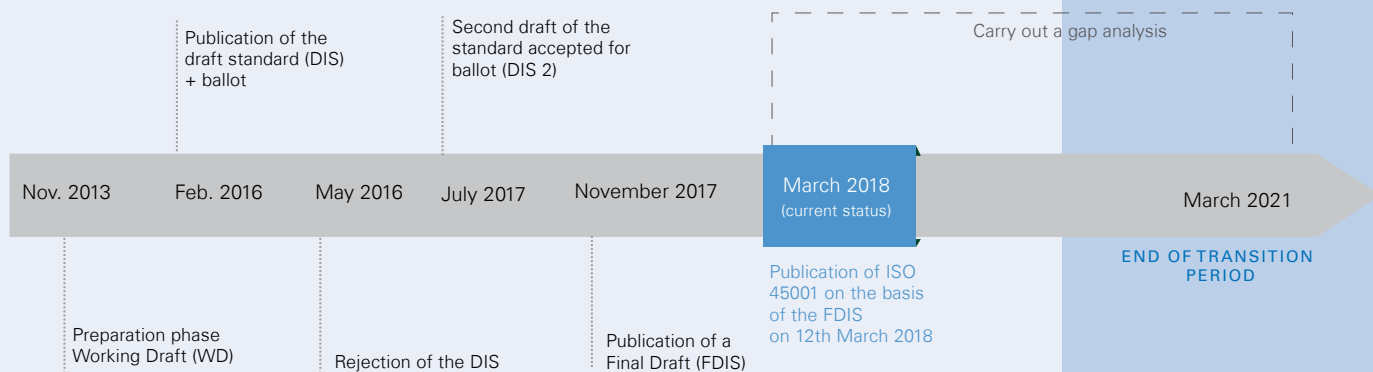 Carry out a gap analysis
Publication of the
draft standard (DIS)
+ ballot
Second draft of the
standard accepted for
ballot (DIS 2)
Nov. 2013
Feb. 2016
May 2016
July 2017
November 2017
March 2018
(current status)
March 2021
END OF TRANSITION
PERIOD
Preparation phase
Working Draft (WD)
Rejection of the DIS
Publication of a
Final Draft (FDIS)
Publication of ISO
45001 on the basis
of the FDIS
on 12th March 2018